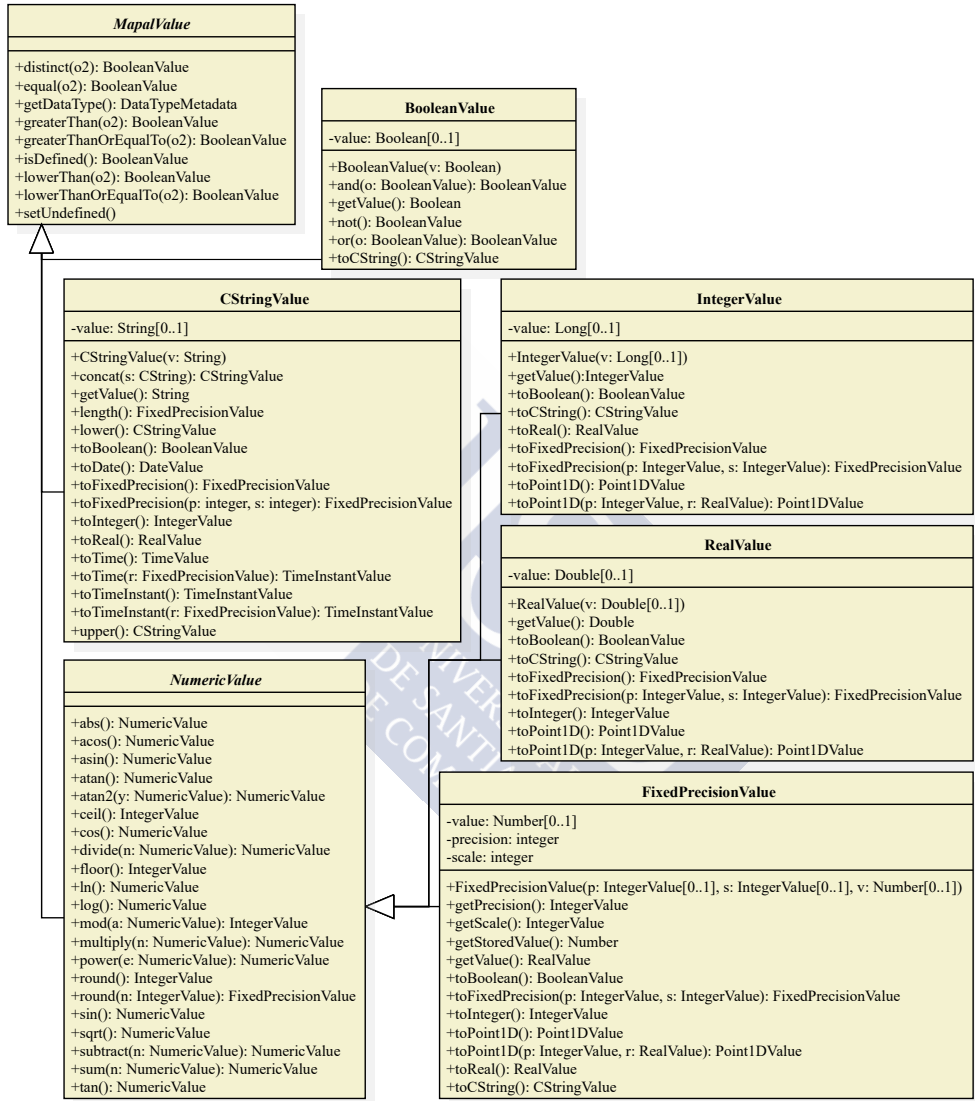 MapalValue
+distinct(o2): BooleanValue
+equal(o2): BooleanValue
+getDataType(): DataTypeMetadata
+greaterThan(o2): BooleanValue
+greaterThanOrEqualTo(o2): BooleanValue
+isDefined(): BooleanValue
+lowerThan(o2): BooleanValue
+lowerThanOrEqualTo(o2): BooleanValue
+setUndefined()
BooleanValue
-value: Boolean[0..1]
+BooleanValue(v: Boolean)
+and(o: BooleanValue): BooleanValue
+getValue(): Boolean
+not(): BooleanValue
+or(o: BooleanValue): BooleanValue
+toCString(): CStringValue
CStringValue
-value: String[0..1]
+CStringValue(v: String)
+concat(s: CString): CStringValue
+getValue(): String
+length(): FixedPrecisionValue
+lower(): CStringValue
+toBoolean(): BooleanValue
+toDate(): DateValue
+toFixedPrecision(): FixedPrecisionValue
+toFixedPrecision(p: integer, s: integer): FixedPrecisionValue
+toInteger(): IntegerValue
+toReal(): RealValue
+toTime(): TimeValue
+toTime(r: FixedPrecisionValue): TimeInstantValue
+toTimeInstant(): TimeInstantValue
+toTimeInstant(r: FixedPrecisionValue): TimeInstantValue
+upper(): CStringValue
IntegerValue
-value: Long[0..1]
+IntegerValue(v: Long[0..1])
+getValue():IntegerValue
+toBoolean(): BooleanValue
+toCString(): CStringValue
+toReal(): RealValue
+toFixedPrecision(): FixedPrecisionValue
+toFixedPrecision(p: IntegerValue, s: IntegerValue): FixedPrecisionValue
+toPoint1D(): Point1DValue
+toPoint1D(p: IntegerValue, r: RealValue): Point1DValue
RealValue
-value: Double[0..1]
+RealValue(v: Double[0..1])
+getValue(): Double
+toBoolean(): BooleanValue
+toCString(): CStringValue
+toFixedPrecision(): FixedPrecisionValue
+toFixedPrecision(p: IntegerValue, s: IntegerValue): FixedPrecisionValue
+toInteger(): IntegerValue
+toPoint1D(): Point1DValue
+toPoint1D(p: IntegerValue, r: RealValue): Point1DValue
NumericValue
+abs(): NumericValue
+acos(): NumericValue
+asin(): NumericValue
+atan(): NumericValue
+atan2(y: NumericValue): NumericValue
+ceil(): IntegerValue
+cos(): NumericValue
+divide(n: NumericValue): NumericValue
+floor(): IntegerValue
+ln(): NumericValue
+log(): NumericValue
+mod(a: NumericValue): IntegerValue
+multiply(n: NumericValue): NumericValue
+power(e: NumericValue): NumericValue
+round(): IntegerValue
+round(n: IntegerValue): FixedPrecisionValue
+sin(): NumericValue
+sqrt(): NumericValue
+subtract(n: NumericValue): NumericValue
+sum(n: NumericValue): NumericValue
+tan(): NumericValue
FixedPrecisionValue
-value: Number[0..1]
-precision: integer
-scale: integer
+FixedPrecisionValue(p: IntegerValue[0..1], s: IntegerValue[0..1], v: Number[0..1])
+getPrecision(): IntegerValue
+getScale(): IntegerValue
+getStoredValue(): Number
+getValue(): RealValue
+toBoolean(): BooleanValue
+toFixedPrecision(p: IntegerValue, s: IntegerValue): FixedPrecisionValue
+toInteger(): IntegerValue
+toPoint1D(): Point1DValue
+toPoint1D(p: IntegerValue, r: RealValue): Point1DValue
+toReal(): RealValue
+toCString(): CStringValue